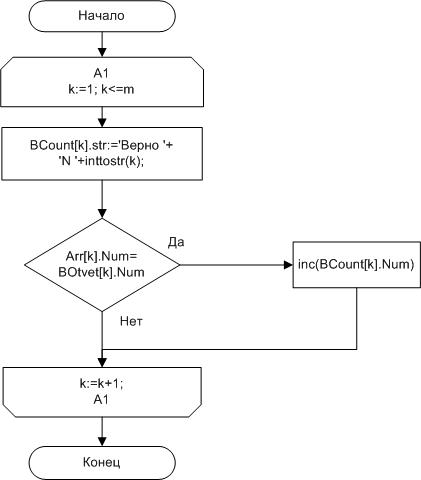 Начало
A1
k:=1; k<=m
BCount[k].str:='Верно '+
'N '+inttostr(k);
Arr[k].Num=
BOtvet[k].Num
Да
inc(BCount[k].Num)
Нет
k:=k+1;
A1
Конец